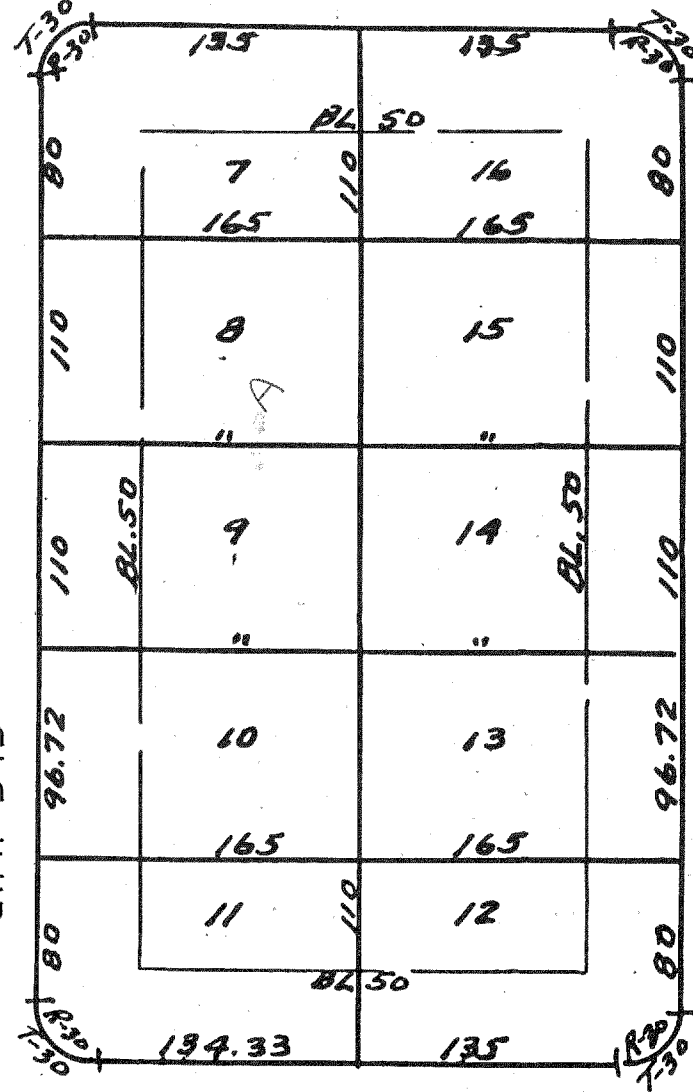 T-30 R-30 135 135 R-30 T-30
BL 50
80 7 110 16 80
165 165
110 8 15 110
A
" "
BL.50 BL.50
110 9 14 110
" "
96.72 10 13 96.72
165 165
80 11 110 12 80
BL 50
T-30 R-30 134.33 135 R-30 T-30